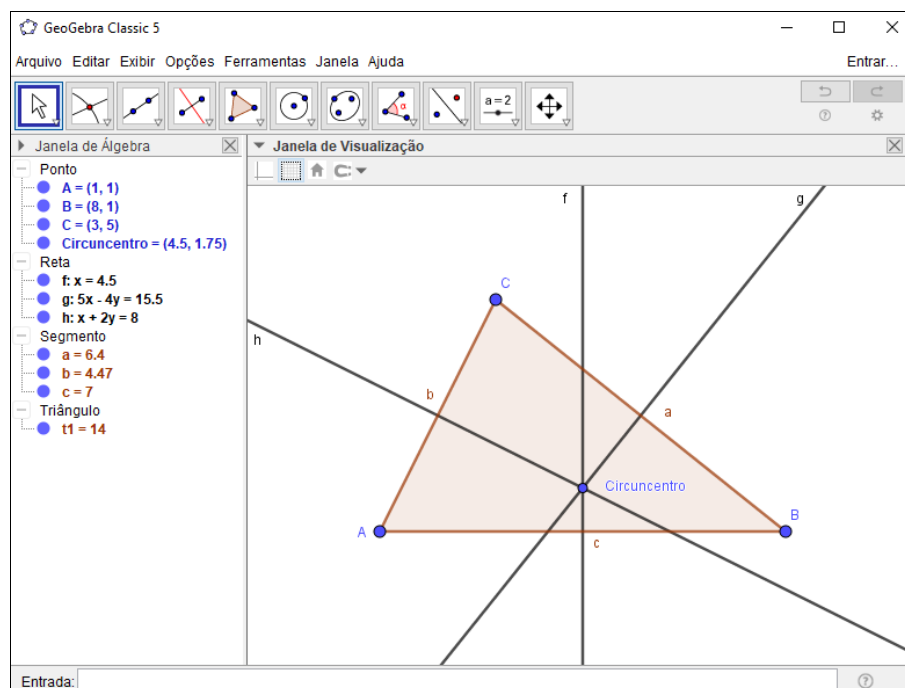 GeoGebra Classic 5
Arquivo Editar Exibir Opções Ferramentas Janela Ajuda Entrar...
a=2
α
Janela de Álgebra
Janela de Visualização
Ponto
A = (1, 1)
B = (8, 1)
C = (3, 5)
Circuncentro = (4.5, 1.75)
Reta
f: x = 4.5
g: 5x - 4y = 15.5
h: x + 2y = 8
Segmento
a = 6.4
b = 4.47
c = 7
Triângulo
t1 = 14
f
g
C
h
b
a
Circuncentro
A
B
c
Entrada: